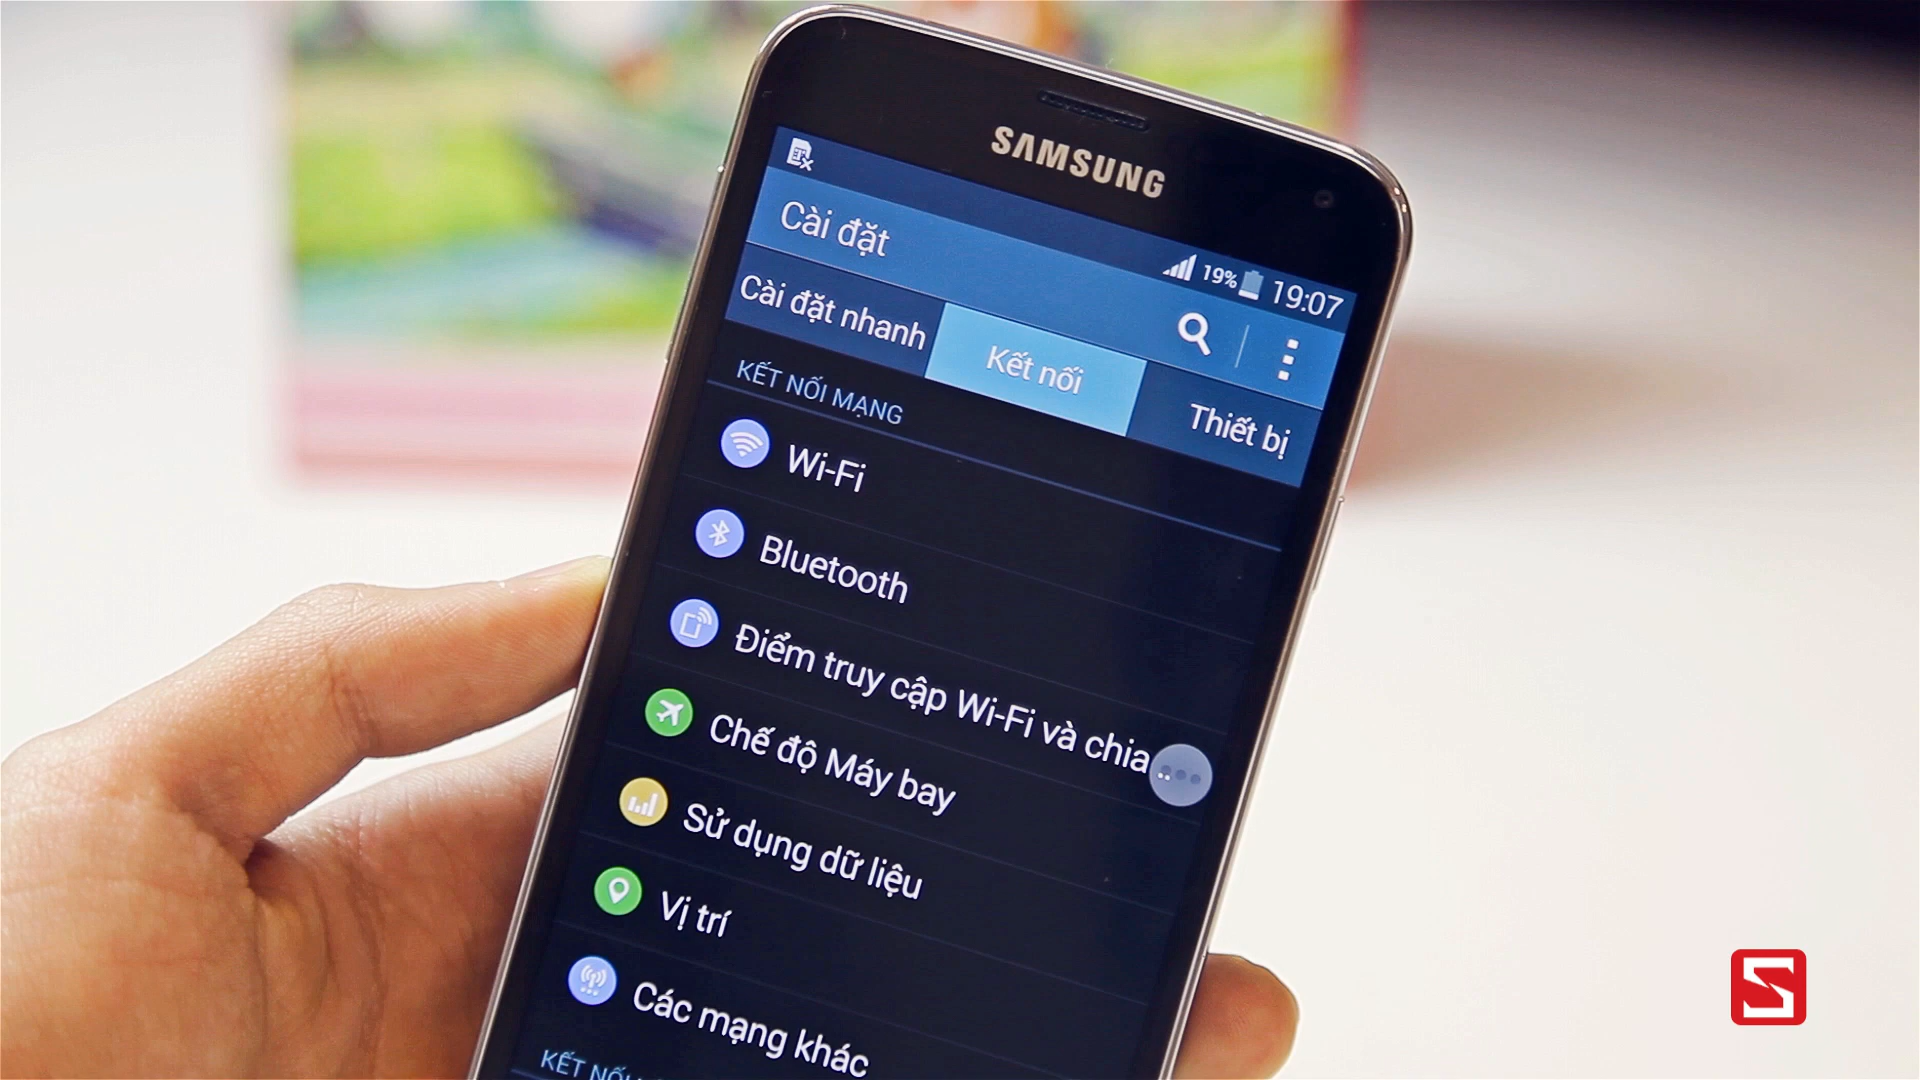 SAMSUNG
19% 19:07
Cài đặt
Cài đặt nhanh
Kết nối
Thiết bị
KẾT NỐI MẠNG
Wi-Fi
Bluetooth
Điểm truy cập Wi-Fi và chia
Chế độ Máy bay
Sử dụng dữ liệu
Vị trí
Các mạng khác
KẾT NỐI